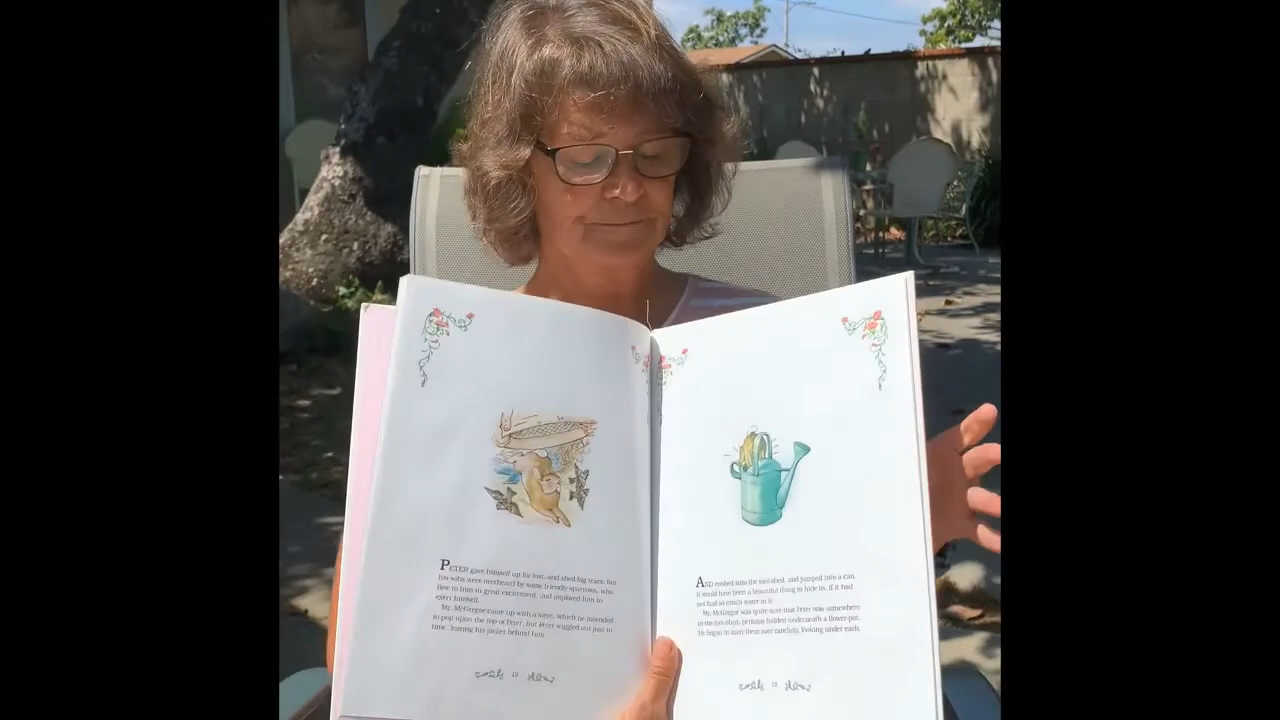 PETER gave himself up for lost, and shed big tears; but
his sobs were overheard by some friendly sparrows, who
flew to him in great excitement, and implored him to
exert himself.
Mr. McGregor came up with a sieve, which he intended
to pop upon the top of Peter; but Peter wiggled out just in
time, leaving his jacket behind him
AND rushed into the tool-shed, and jumped into a can.
It would have been a beautiful thing to hide in, if it had
not had so much water in it.
Mr. McGregor was quite sure that Peter was somewhere
in the tool-shed, perhaps hidden underneath a flower-pot.
He began to turn them over carefully, looking under each.